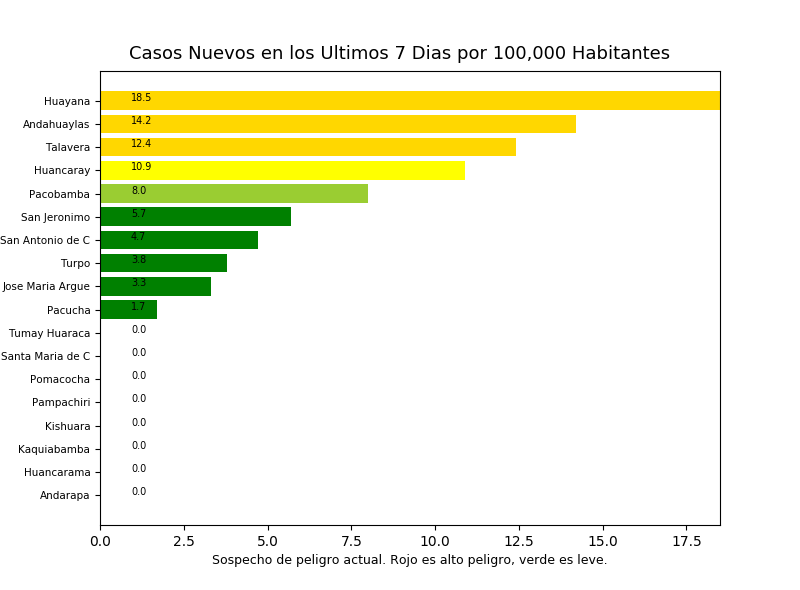 Casos Nuevos en los Ultimos 7 Dias por 100,000 Habitantes
Huayana 18.5
Andahuaylas 14.2
Talavera 12.4
Huancaray 10.9
Pacobamba 8.0
San Jeronimo 5.7
San Antonio de C 4.7
Turpo 3.8
Jose Maria Argue 3.3
Pacucha 1.7
Tumay Huaraca 0.0
Santa Maria de C 0.0
Pomacocha 0.0
Pampachiri 0.0
Kishuara 0.0
Kaquiabamba 0.0
Huancarama 0.0
Andarapa 0.0
0.0 2.5 5.0 7.5 10.0 12.5 15.0 17.5
Sospecho de peligro actual. Rojo es alto peligro, verde es leve.